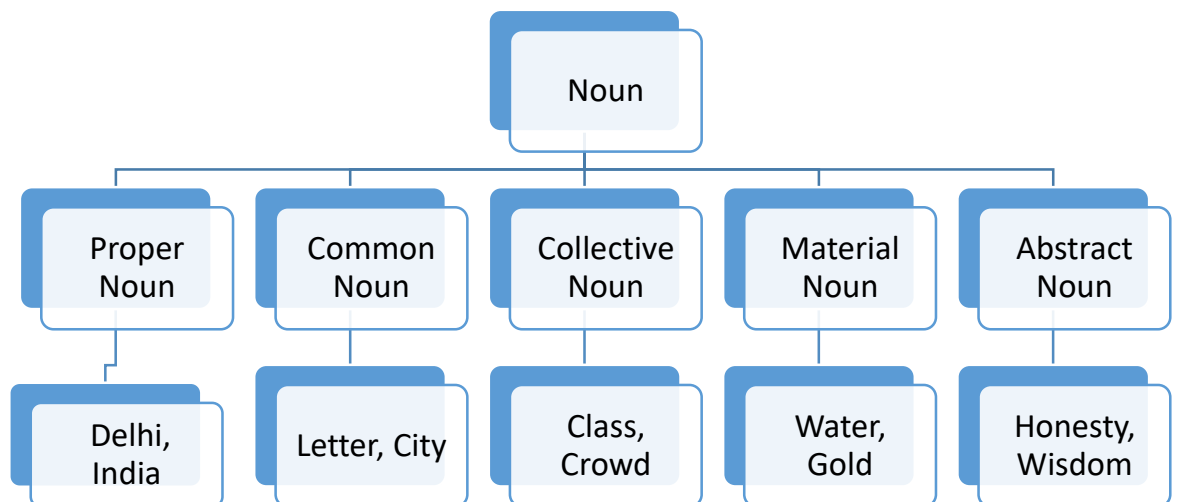 Noun
Proper
Noun
Common
Noun
Collective
Noun
Material
Noun
Abstract
Noun
Delhi,
India
Letter, City
Class,
Crowd
Water,
Gold
Honesty,
Wisdom